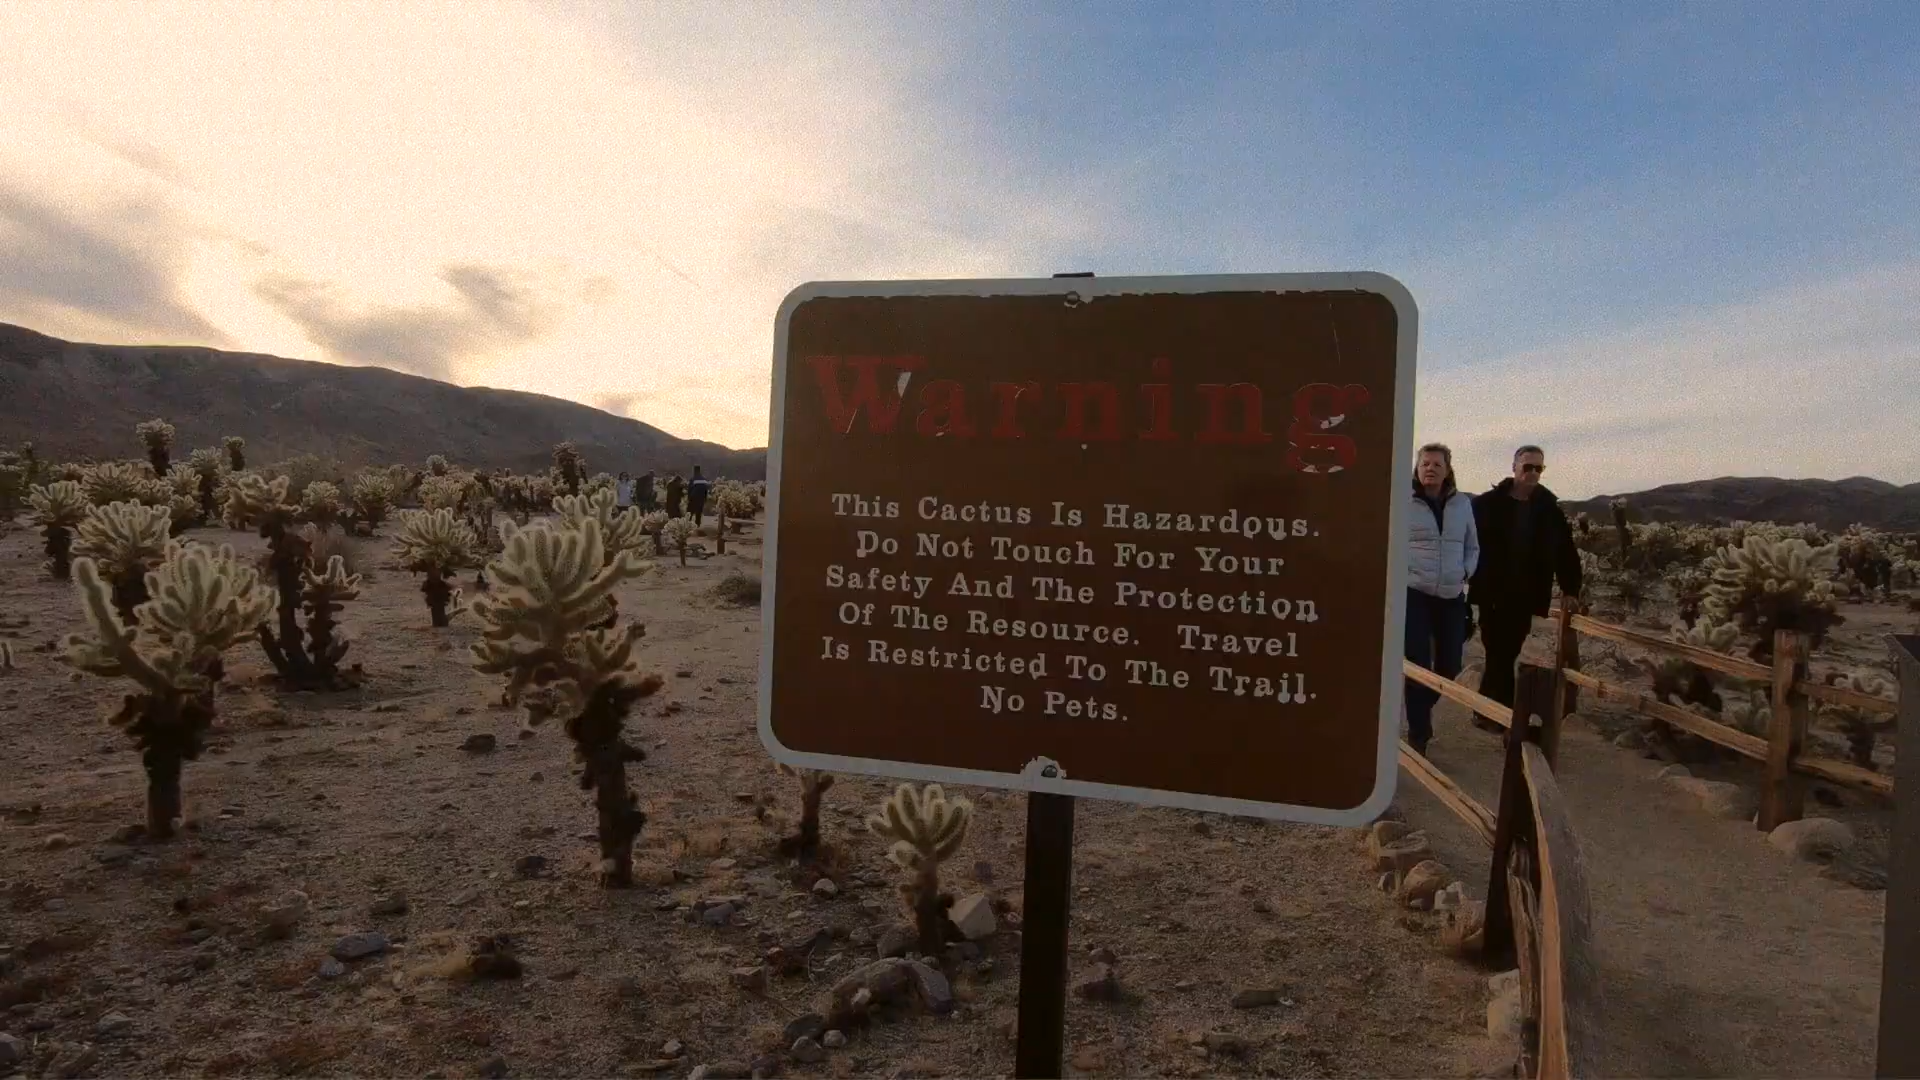 Warning
This Cactus Is Hazardous.
Do Not Touch For Your
Safety And The Protection
Of The Resource. Travel
Is Restricted To The Trail.
No Pets.